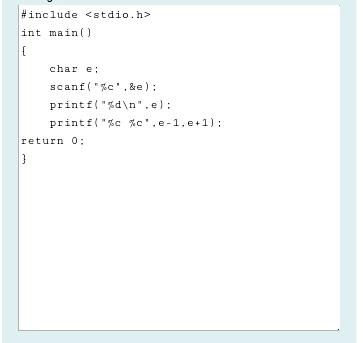 #include <stdio.h>
int main()
{
    char e;
    scanf("%c",&e);
    printf("%d\n",e);
    printf("%c %c",e-1,e+1);
return 0;
}